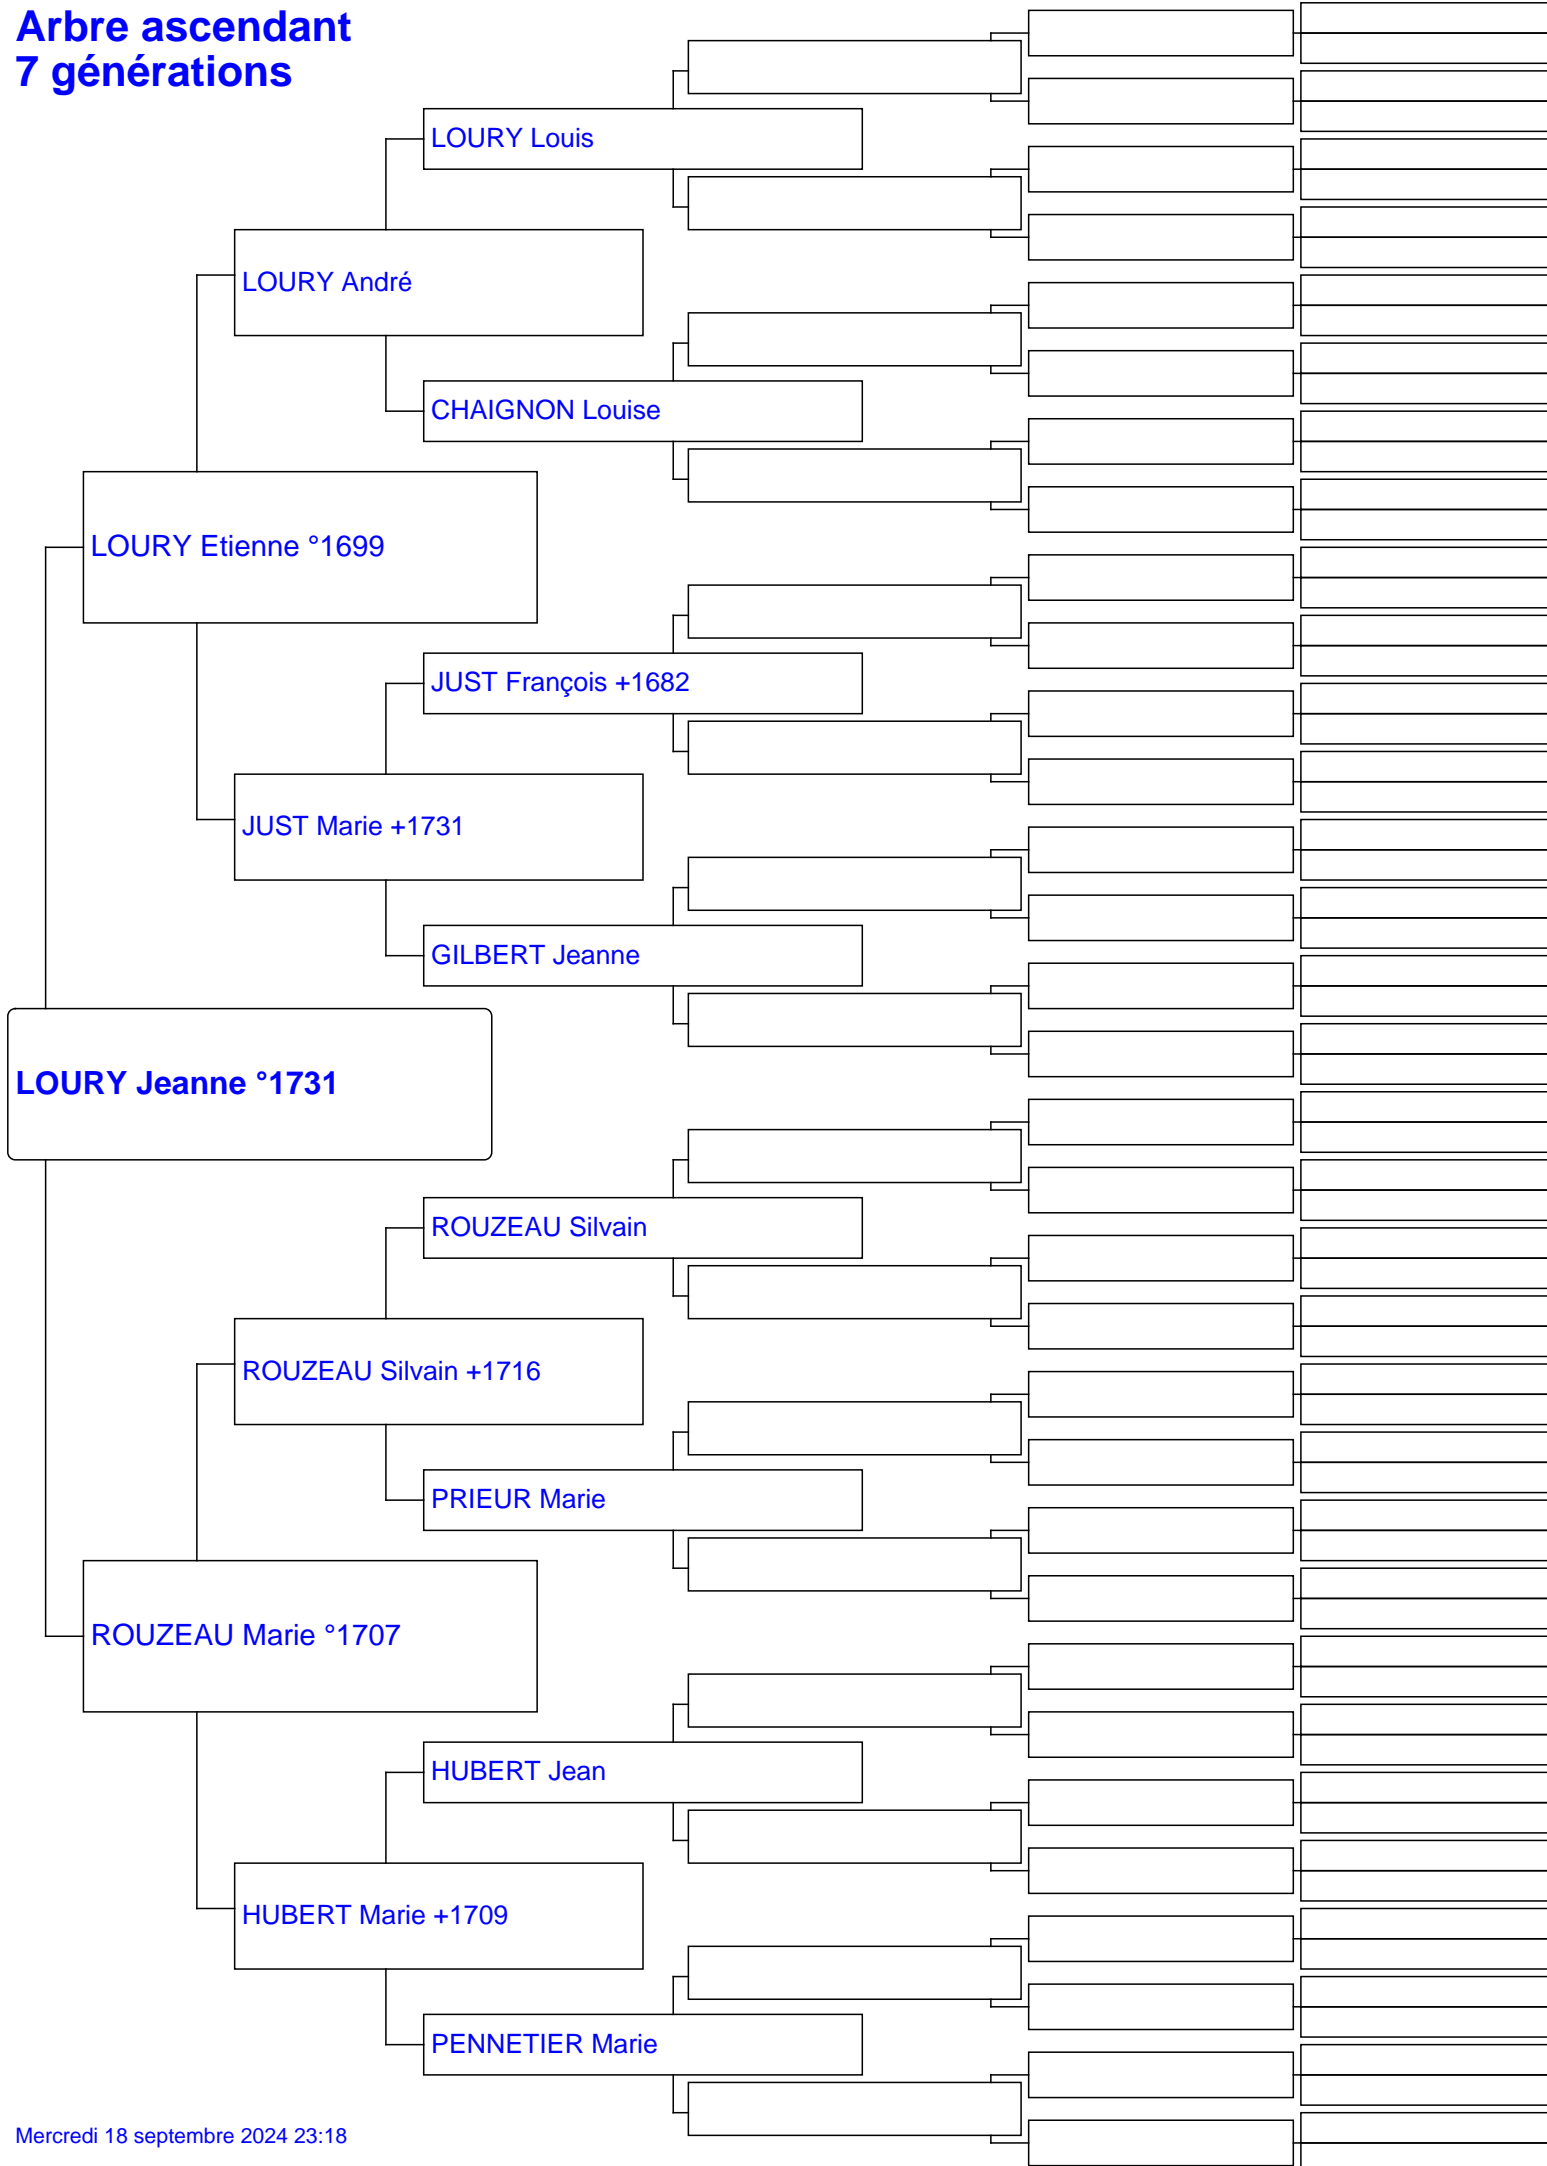 Arbre ascendant
7 générations
LOURY Louis
LOURY André
CHAIGNON Louise
LOURY Etienne °1699
JUST François +1682
JUST Marie +1731
GILBERT Jeanne
LOURY Jeanne °1731
ROUZEAU Silvain
ROUZEAU Silvain +1716
PRIEUR Marie
ROUZEAU Marie °1707
HUBERT Jean
HUBERT Marie +1709
PENNETIER Marie
Mercredi 18 septembre 2024 23:18